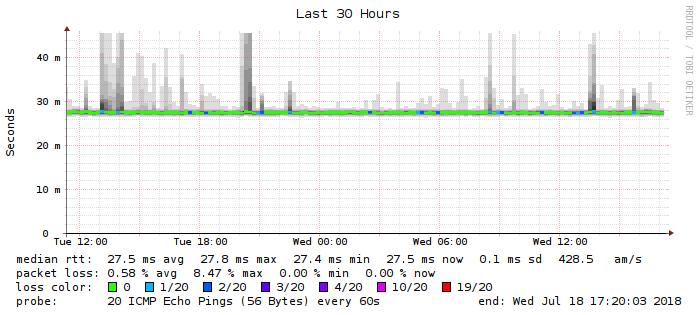 Last 30 Hours
RRDTOOL / TOBI OETIKER
Seconds
40 m
30 m
20 m
10 m
0
Tue 12:00 Tue 18:00 Wed 00:00 Wed 06:00 Wed 12:00
median rtt: 27.5 ms avg 27.8 ms max 27.4 ms min 27.5 ms now 0.1 ms sd 428.5 am/s
packet loss: 0.58 % avg 8.47 % max 0.00 % min 0.00 % now
loss color: 0 1/20 2/20 3/20 4/20 10/20 19/20
probe: 20 ICMP Echo Pings (56 Bytes) every 60s end: Wed Jul 18 17:20:03 2018